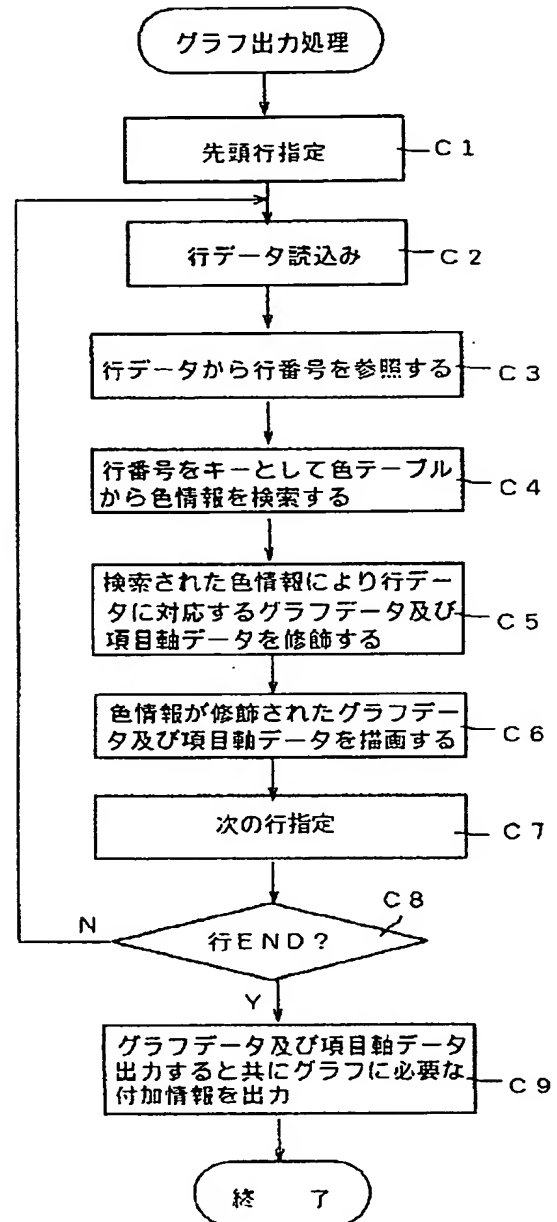 グラフ出力処理
先頭行指定
C1
行データ読込み
C2
行データから行番号を参照する
C3
行番号をキーとして色テーブル
から色情報を検索する
C4
検索された色情報により行デー
タに対応するグラフデータ及び
項目軸データを修飾する
C5
色情報が修飾されたグラフデー
タ及び項目軸データを描画する
C6
次の行指定
C7
C8
N
行END?
Y
グラフデータ及び項目軸データ
出力すると共にグラフに必要な
付加情報を出力
C9
終 了